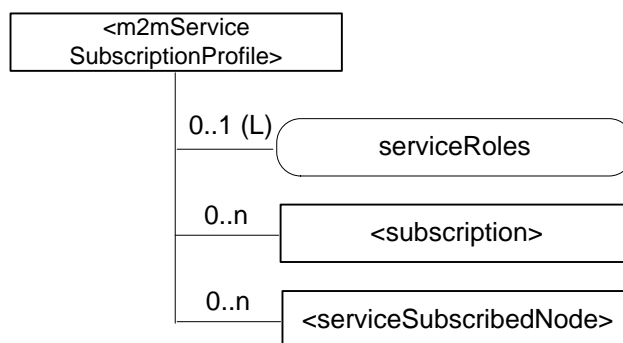 <m2mService
SubscriptionProfile>
0..1 (L)
serviceRoles
0..n
<subscription>
0..n
<serviceSubscribedNode>